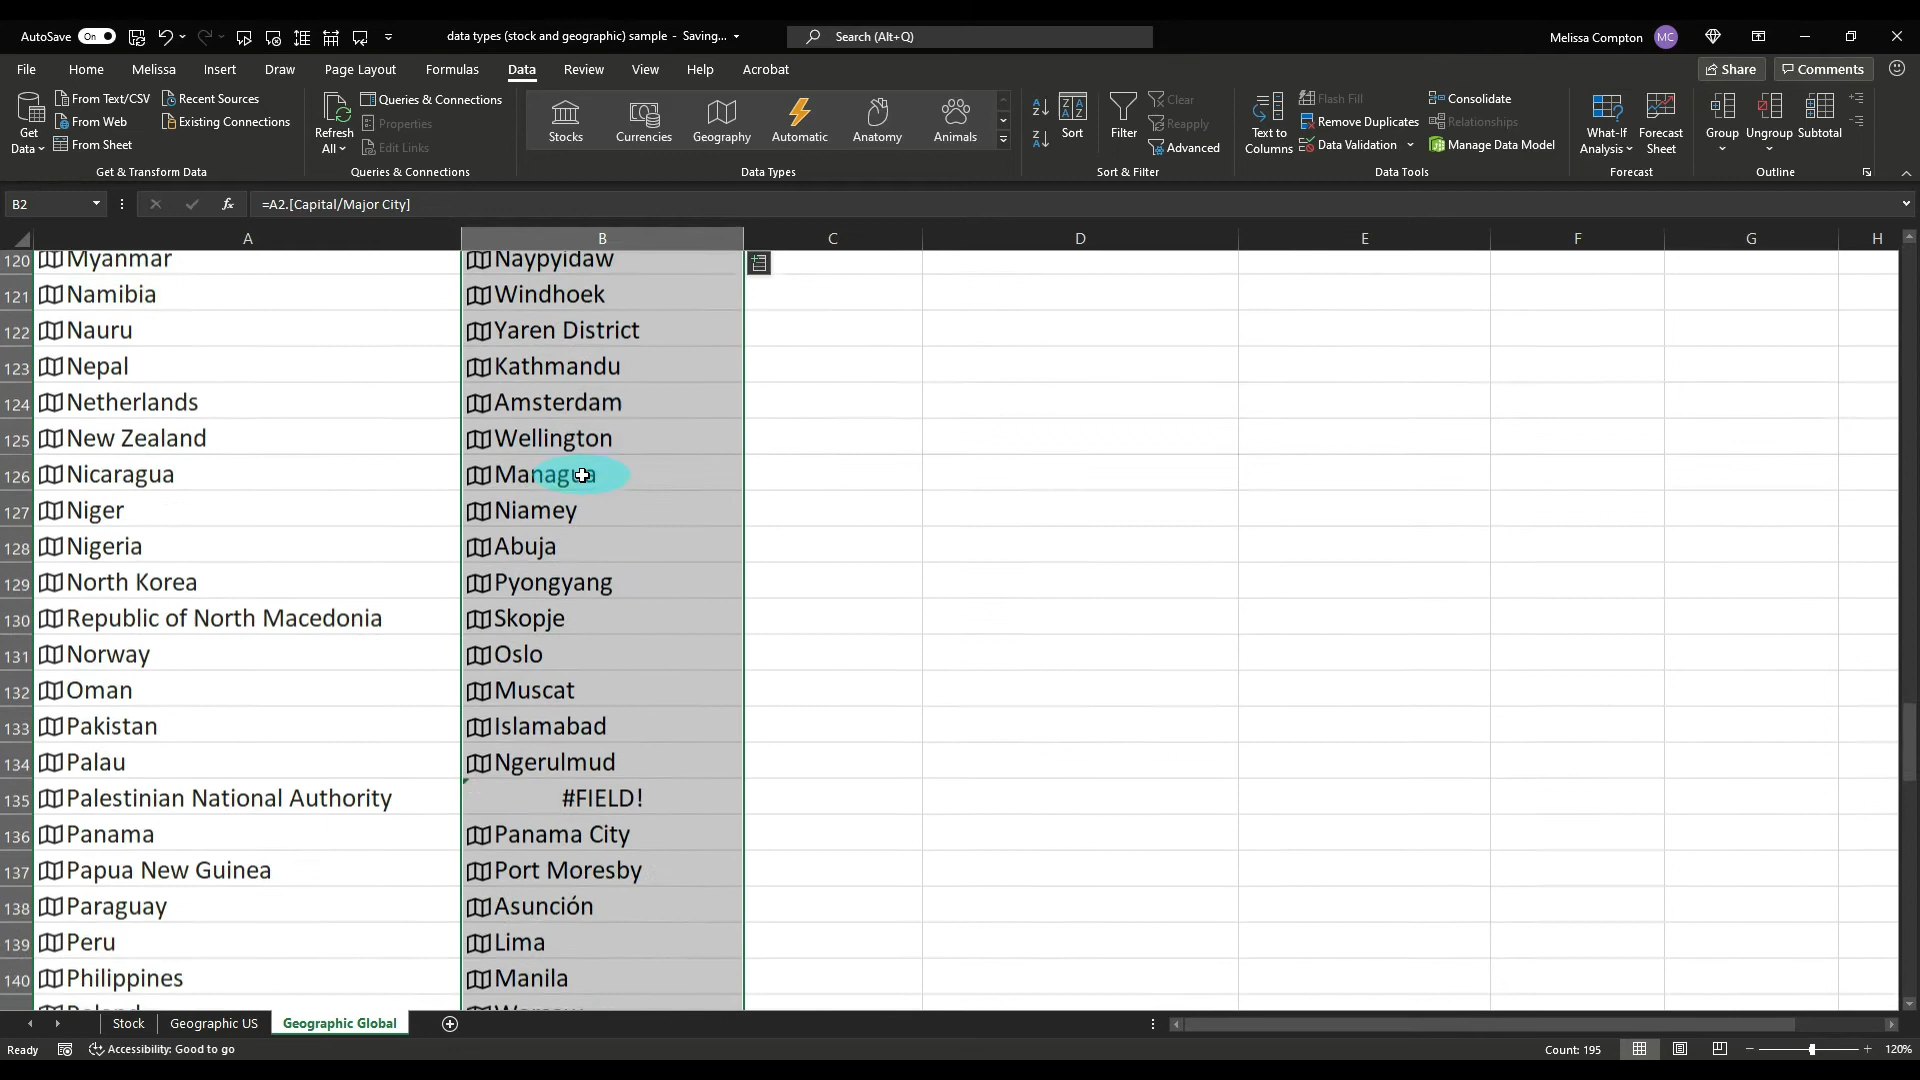 AutoSave On data types (stock and geographic) sample - Saving... Search (Alt+Q) Melissa Compton MC
File Home Melissa Insert Draw Page Layout Formulas Data Review View Help Acrobat Share Comments
Get Data From Text/CSV From Web From Sheet Recent Sources Existing Connections
Get & Transform Data
Refresh All Queries & Connections Properties Edit Links
Queries & Connections
Stocks Currencies Geography Automatic Anatomy Animals
Data Types
Sort Filter Clear Reapply Advanced
Sort & Filter
Text to Columns Flash Fill Remove Duplicates Data Validation Consolidate Relationships Manage Data Model
Data Tools
What-If Analysis Forecast Sheet
Forecast
Group Ungroup Subtotal
Outline
B2 fx =A2.[Capital/Major City]
A B C D E F G H
120 Myanmar Naypyidaw
121 Namibia Windhoek
122 Nauru Yaren District
123 Nepal Kathmandu
124 Netherlands Amsterdam
125 New Zealand Wellington
126 Nicaragua Managua
127 Niger Niamey
128 Nigeria Abuja
129 North Korea Pyongyang
130 Republic of North Macedonia Skopje
131 Norway Oslo
132 Oman Muscat
133 Pakistan Islamabad
134 Palau Ngerulmud
135 Palestinian National Authority #FIELD!
136 Panama Panama City
137 Papua New Guinea Port Moresby
138 Paraguay Asunción
139 Peru Lima
140 Philippines Manila
Stock Geographic US Geographic Global
Ready Accessibility: Good to go Count: 195 120%